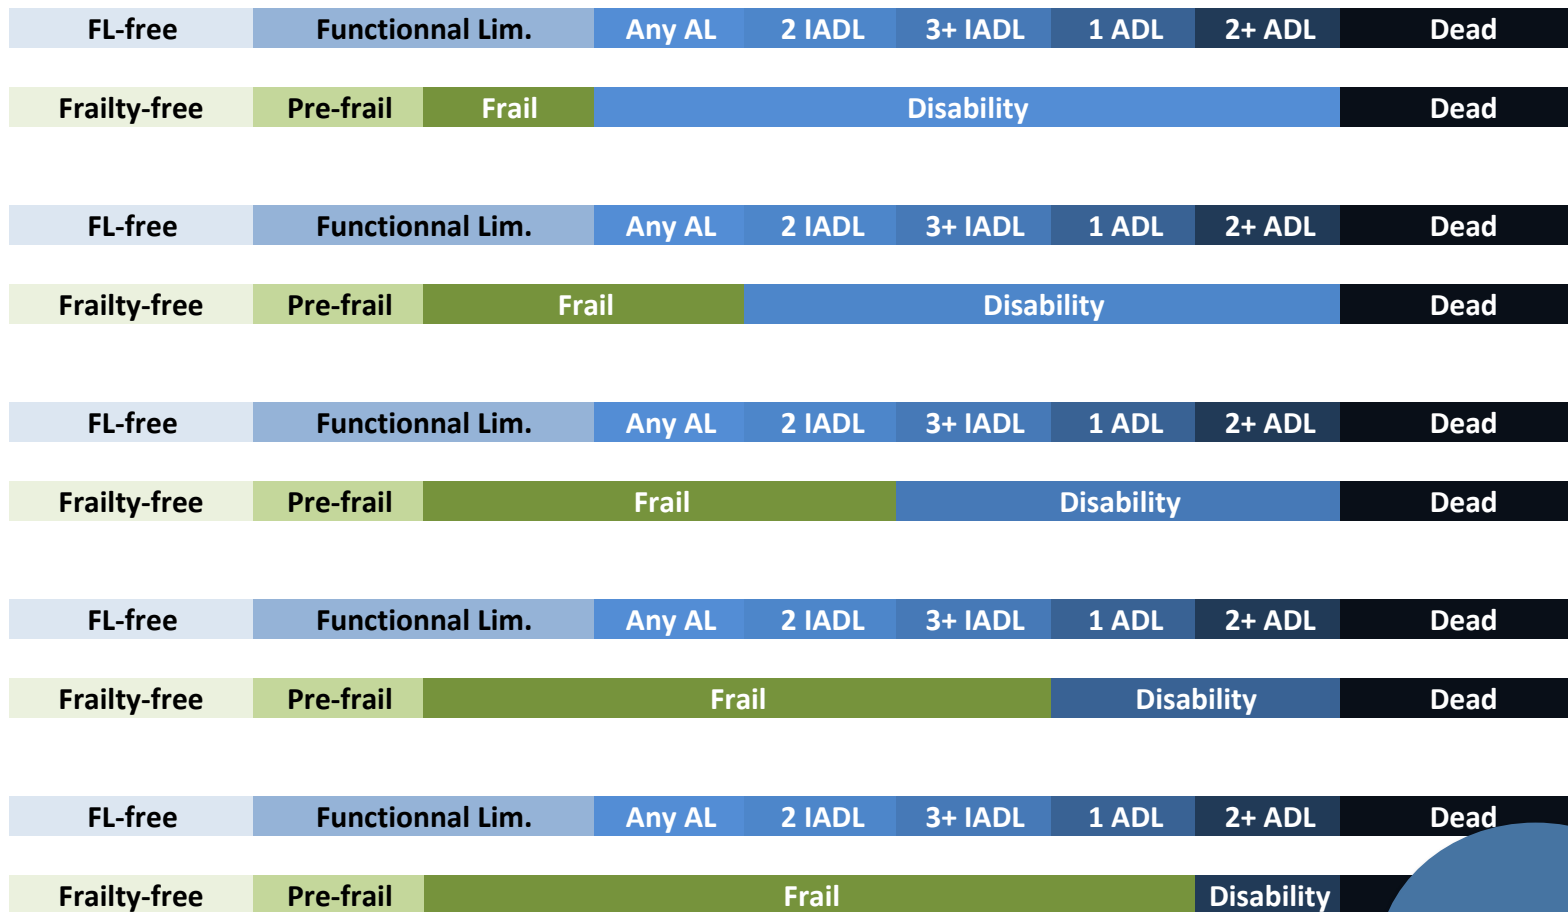 FL-free Functionnal Lim. Any AL 2 IADL 3+ IADL 1 ADL 2+ ADL Dead
Frailty-free Pre-frail Frail Disability Dead
FL-free Functionnal Lim. Any AL 2 IADL 3+ IADL 1 ADL 2+ ADL Dead
Frailty-free Pre-frail Frail Disability Dead
FL-free Functionnal Lim. Any AL 2 IADL 3+ IADL 1 ADL 2+ ADL Dead
Frailty-free Pre-frail Frail Disability Dead
FL-free Functionnal Lim. Any AL 2 IADL 3+ IADL 1 ADL 2+ ADL Dead
Frailty-free Pre-frail Frail Disability Dead
FL-free Functionnal Lim. Any AL 2 IADL 3+ IADL 1 ADL 2+ ADL Dead
Frailty-free Pre-frail Frail Disability